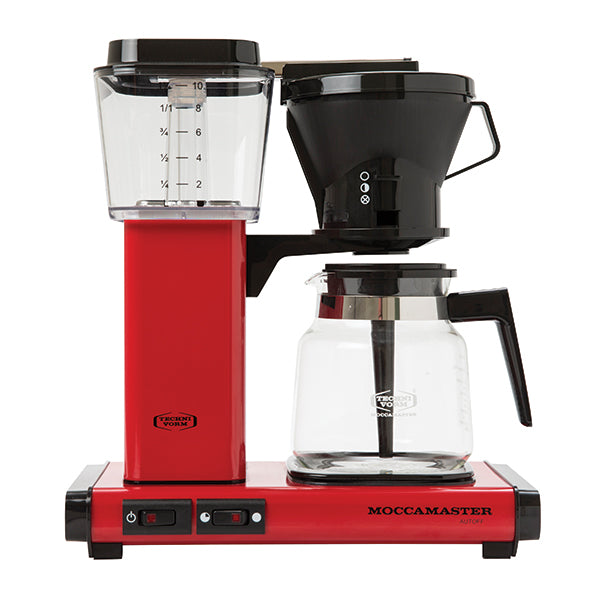 10
1/1 8
¾ 6
½ 4
¼ 2
TECHNI
VORM
TECHNI
VORM
MOCCAMASTER
MOCCAMASTER